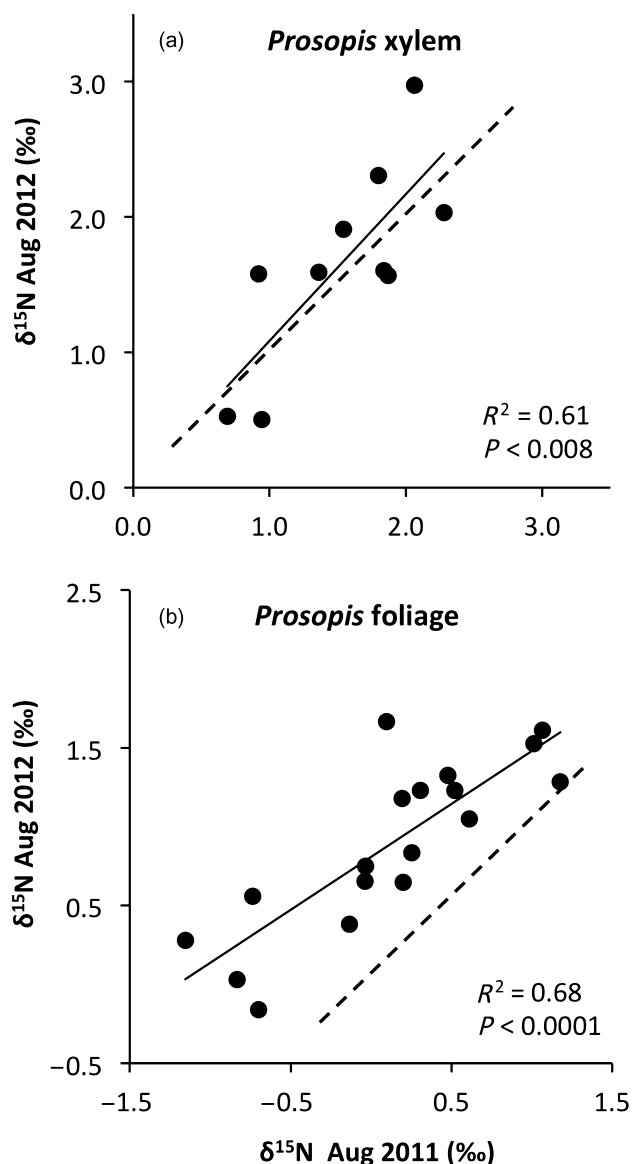 (a) Prosopis xylem
3.0
2.0
1.0
0.0
δ¹⁵N Aug 2012 (‰)
R² = 0.61
P < 0.008
0.0 1.0 2.0 3.0
(b) Prosopis foliage
2.5
1.5
0.5
−0.5
δ¹⁵N Aug 2012 (‰)
R² = 0.68
P < 0.0001
−1.5 −0.5 0.5 1.5
δ¹⁵N Aug 2011 (‰)